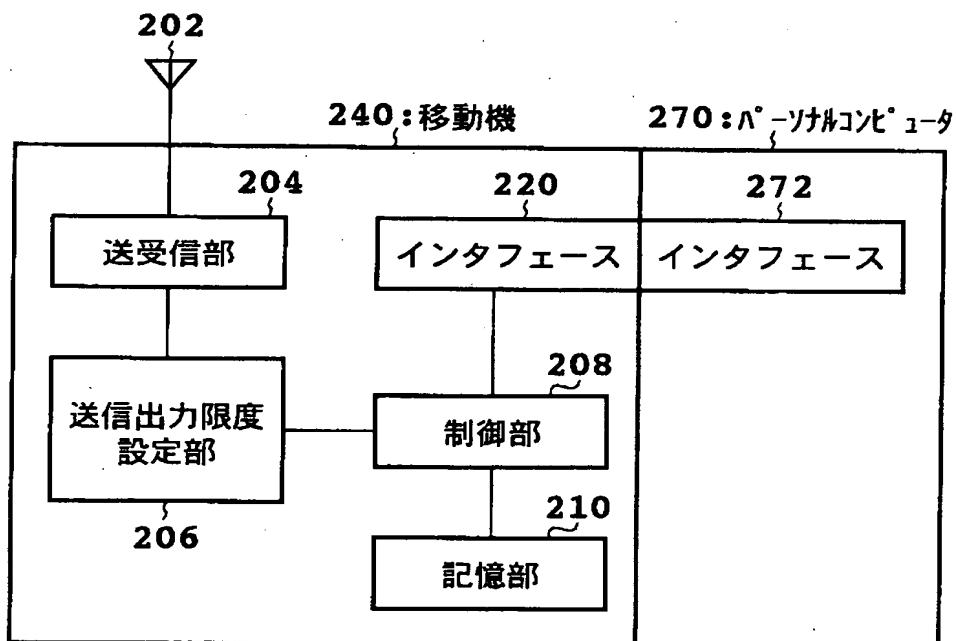 202
240:移動機
270:ﾊﾟｰｿﾅﾙｺﾝﾋﾟｭｰﾀ
204
220
272
送受信部
インタフェース
インタフェース
208
送信出力限度
設定部
制御部
206
210
記憶部